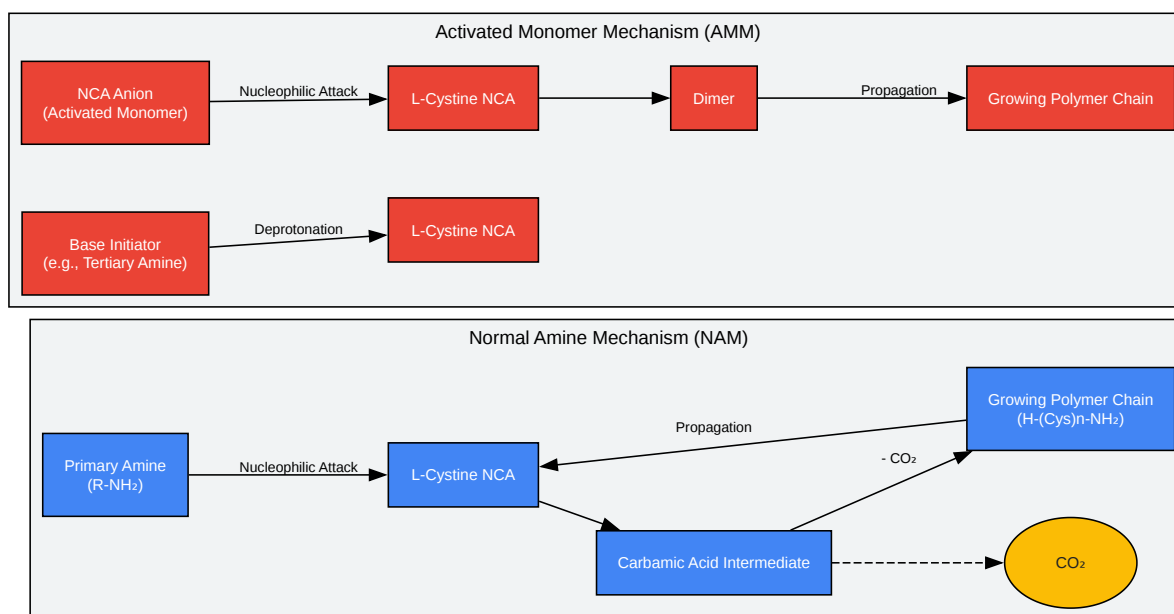 Activated Monomer Mechanism (AMM)
NCA Anion
(Activated Monomer)
Nucleophilic Attack
L-Cystine NCA
Dimer
Propagation
Growing Polymer Chain
Base Initiator
(e.g., Tertiary Amine)
Deprotonation
L-Cystine NCA
Normal Amine Mechanism (NAM)
Primary Amine
(R-NH₂)
Nucleophilic Attack
L-Cystine NCA
Propagation
Growing Polymer Chain
(H-(Cys)n-NH₂)
- CO₂
Carbamic Acid Intermediate
CO₂